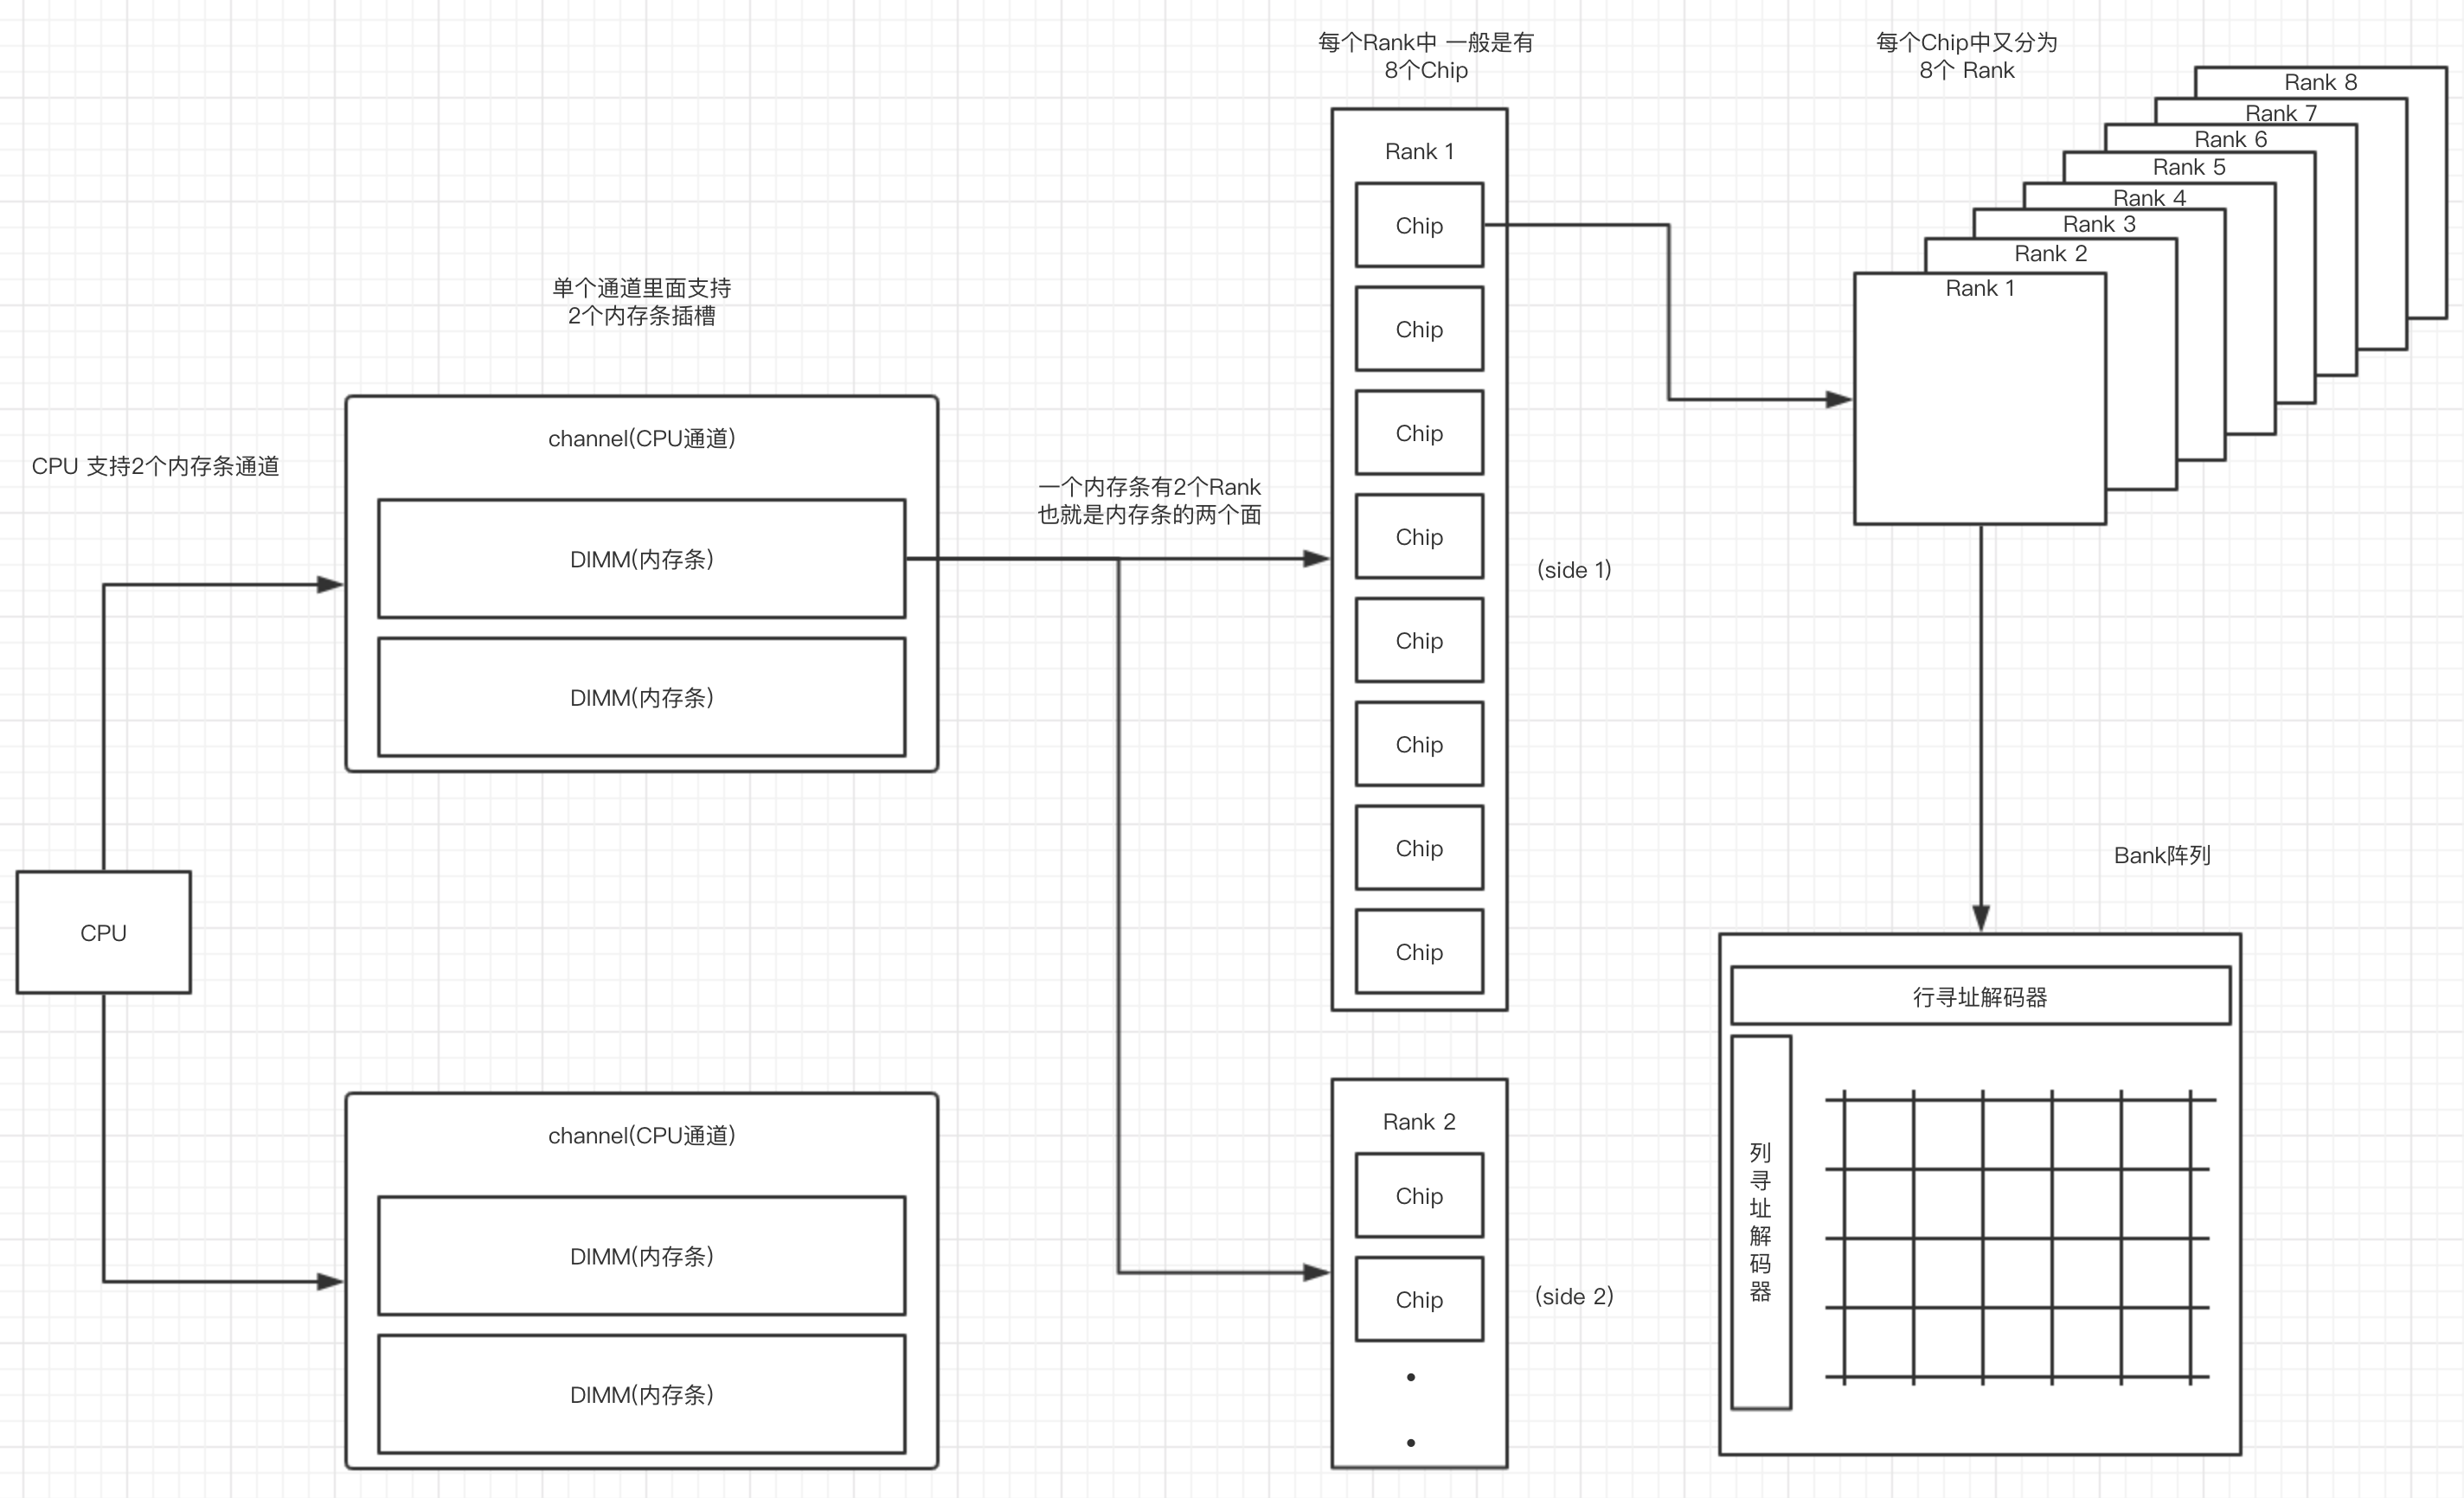 CPU 支持2个内存条通道
CPU
单个通道里面支持
2个内存条插槽
channel(CPU通道)
DIMM(内存条)
DIMM(内存条)
channel(CPU通道)
DIMM(内存条)
DIMM(内存条)
一个内存条有2个Rank
也就是内存条的两个面
每个Rank中 一般是有
8个Chip
Rank 1
Chip
Chip
Chip
Chip
Chip
Chip
Chip
Chip
(side 1)
Rank 2
Chip
Chip
(side 2)
每个Chip中又分为
8个 Rank
Rank 8
Rank 7
Rank 6
Rank 5
Rank 4
Rank 3
Rank 2
Rank 1
Bank阵列
行寻址解码器
列
寻
址
解
码
器